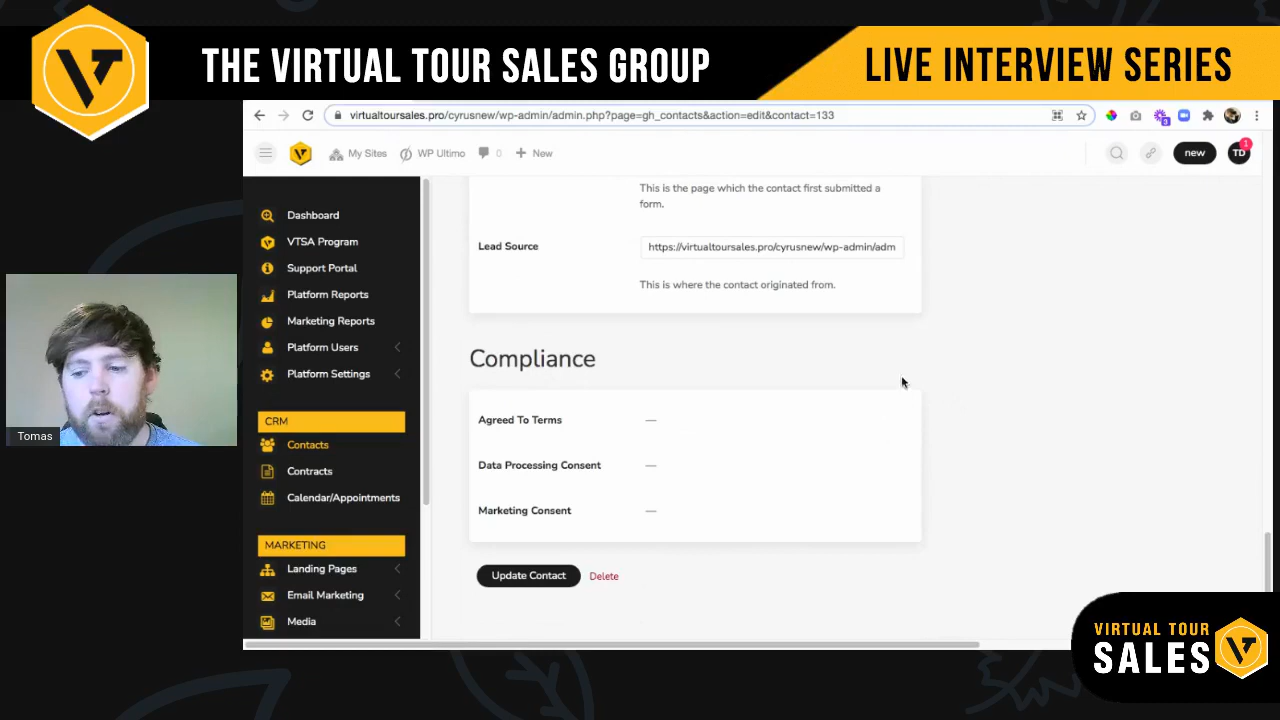 THE VIRTUAL TOUR SALES GROUP
LIVE INTERVIEW SERIES
virtualtoursales.pro/cyrusnew/wp-admin/admin.php?page=gh_contacts&action=edit&contact=133
3
My Sites
WP Ultimo
0
New
new
TD
1
Dashboard
VTSA Program
Support Portal
Platform Reports
Marketing Reports
Platform Users
Platform Settings
CRM
Contacts
Contracts
Calendar/Appointments
MARKETING
Landing Pages
Email Marketing
Media
This is the page which the contact first submitted a
form.
Lead Source
https://virtualtoursales.pro/cyrusnew/wp-admin/adm
This is where the contact originated from.
Compliance
Agreed To Terms —
Data Processing Consent —
Marketing Consent —
Update Contact
Delete
Tomas
VIRTUAL TOUR
SALES